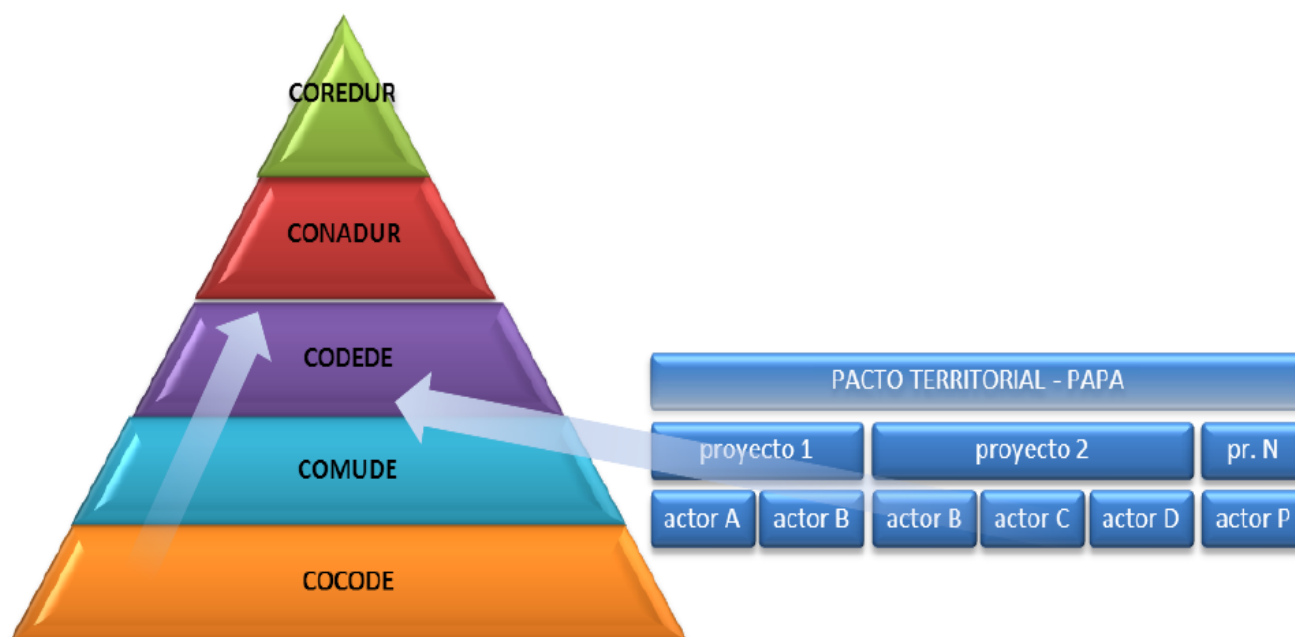 COREDUR
CONADUR
CODEDE
COMUDE
COCODE
PACTO TERRITORIAL - PAPA
proyecto 1 proyecto 2 pr. N
actor A actor B actor B actor C actor D actor P